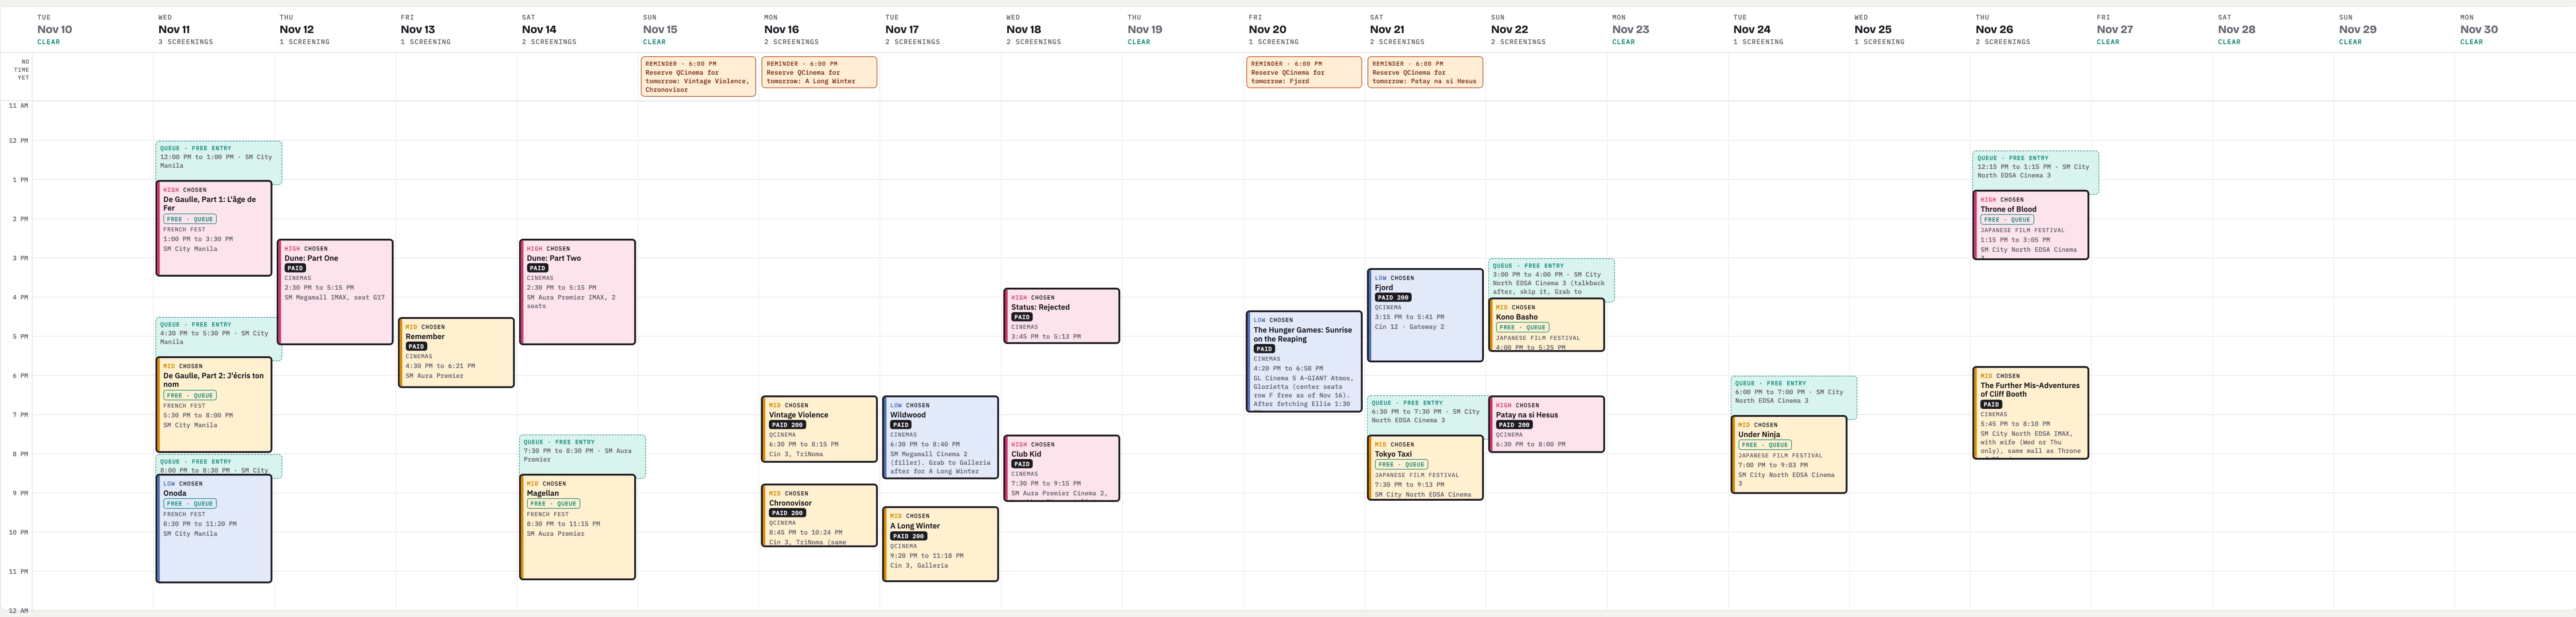 TUE
Nov 10
CLEAR
WED
Nov 11
3 SCREENINGS
THU
Nov 12
1 SCREENING
FRI
Nov 13
1 SCREENING
SAT
Nov 14
2 SCREENINGS
SUN
Nov 15
CLEAR
MON
Nov 16
2 SCREENINGS
TUE
Nov 17
2 SCREENINGS
WED
Nov 18
2 SCREENINGS
THU
Nov 19
CLEAR
FRI
Nov 20
1 SCREENING
SAT
Nov 21
2 SCREENINGS
SUN
Nov 22
2 SCREENINGS
MON
Nov 23
CLEAR
TUE
Nov 24
1 SCREENING
WED
Nov 25
1 SCREENING
THU
Nov 26
2 SCREENINGS
FRI
Nov 27
CLEAR
SAT
Nov 28
CLEAR
SUN
Nov 29
CLEAR
MON
Nov 30
CLEAR
NO
TIME
YET
REMINDER · 6:00 PM
Reserve QCinema for
tomorrow: Vintage Violence,
Chronovisor
REMINDER · 6:00 PM
Reserve QCinema for
tomorrow: A Long Winter
REMINDER · 6:00 PM
Reserve QCinema for
tomorrow: Fjord
REMINDER · 6:00 PM
Reserve QCinema for
tomorrow: Patay na si Hesus
11 AM
12 PM
1 PM
2 PM
3 PM
4 PM
5 PM
6 PM
7 PM
8 PM
9 PM
10 PM
11 PM
12 AM
QUEUE · FREE ENTRY
12:00 PM to 1:00 PM · SM City
Manila
HIGH CHOSEN
De Gaulle, Part 1: L'âge de
Fer
FREE · QUEUE
FRENCH FEST
1:00 PM to 3:30 PM
SM City Manila
QUEUE · FREE ENTRY
4:30 PM to 5:30 PM · SM City
Manila
MID CHOSEN
De Gaulle, Part 2: J'écris ton
nom
FREE · QUEUE
FRENCH FEST
5:30 PM to 8:00 PM
SM City Manila
QUEUE · FREE ENTRY
8:00 PM to 8:30 PM · SM City
LOW CHOSEN
Onoda
FREE · QUEUE
FRENCH FEST
8:30 PM to 11:20 PM
SM City Manila
HIGH CHOSEN
Dune: Part One
PAID
CINEMAS
2:30 PM to 5:15 PM
SM Megamall IMAX, seat G17
MID CHOSEN
Remember
PAID
CINEMAS
4:30 PM to 6:21 PM
SM Aura Premier
HIGH CHOSEN
Dune: Part Two
PAID
CINEMAS
2:30 PM to 5:15 PM
SM Aura Premier IMAX, 2
seats
QUEUE · FREE ENTRY
7:30 PM to 8:30 PM · SM Aura
Premier
MID CHOSEN
Magellan
FREE · QUEUE
FRENCH FEST
8:30 PM to 11:15 PM
SM Aura Premier
MID CHOSEN
Vintage Violence
PAID 200
QCINEMA
6:30 PM to 8:15 PM
Cin 3, TriNoma
MID CHOSEN
Chronovisor
PAID 200
QCINEMA
8:45 PM to 10:24 PM
Cin 3, TriNoma (same
LOW CHOSEN
Wildwood
PAID
CINEMAS
6:30 PM to 8:40 PM
SM Megamall Cinema 2
(filler). Grab to Galleria
after for A Long Winter
MID CHOSEN
A Long Winter
PAID 200
QCINEMA
9:20 PM to 11:18 PM
Cin 3, Galleria
HIGH CHOSEN
Status: Rejected
PAID
CINEMAS
3:45 PM to 5:13 PM
HIGH CHOSEN
Club Kid
PAID
CINEMAS
7:30 PM to 9:15 PM
SM Aura Premier Cinema 2,
LOW CHOSEN
The Hunger Games: Sunrise
on the Reaping
PAID
CINEMAS
4:20 PM to 6:58 PM
GL Cinema 5 A-GIANT Atmos,
Glorietta (center seats
row F free as of Nov 16).
After fetching Ellie 1:30
LOW CHOSEN
Fjord
PAID 200
QCINEMA
3:15 PM to 5:41 PM
Cin 12 · Gateway 2
QUEUE · FREE ENTRY
6:30 PM to 7:30 PM · SM City
North EDSA Cinema 3
MID CHOSEN
Tokyo Taxi
FREE · QUEUE
JAPANESE FILM FESTIVAL
7:30 PM to 9:13 PM
SM City North EDSA Cinema
QUEUE · FREE ENTRY
3:00 PM to 4:00 PM · SM City
North EDSA Cinema 3 (talkback
after, skip it, Grab to
MID CHOSEN
Kono Basho
FREE · QUEUE
JAPANESE FILM FESTIVAL
4:00 PM to 5:25 PM
HIGH CHOSEN
Patay na si Hesus
PAID 200
QCINEMA
6:30 PM to 8:00 PM
QUEUE · FREE ENTRY
6:00 PM to 7:00 PM · SM City
North EDSA Cinema 3
MID CHOSEN
Under Ninja
FREE · QUEUE
JAPANESE FILM FESTIVAL
7:00 PM to 9:03 PM
SM City North EDSA Cinema
3
QUEUE · FREE ENTRY
12:15 PM to 1:15 PM · SM City
North EDSA Cinema 3
HIGH CHOSEN
Throne of Blood
FREE · QUEUE
JAPANESE FILM FESTIVAL
1:15 PM to 3:05 PM
SM City North EDSA Cinema
MID CHOSEN
The Further Mis-Adventures
of Cliff Booth
PAID
CINEMAS
5:45 PM to 8:10 PM
SM City North EDSA IMAX,
with wife (Wed or Thu
only), same mall as Throne